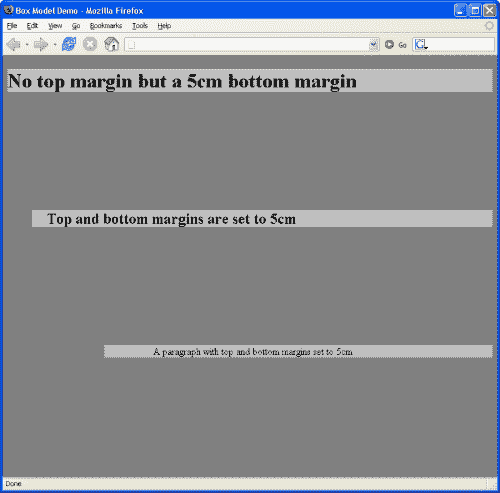 Box Model Demo - Mozilla Firefox
File Edit View Go Bookmarks Tools Help
Go
No top margin but a 5cm bottom margin
Top and bottom margins are set to 5cm
A paragraph with top and bottom margins set to 5cm
Done